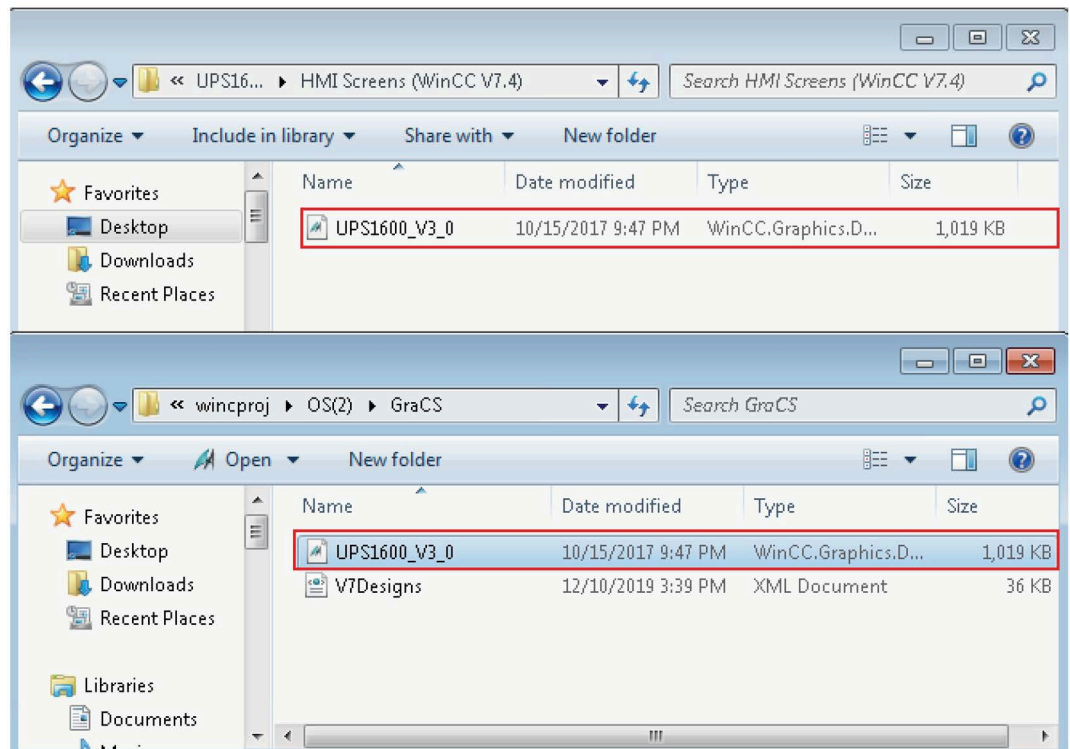 « UPS16... ▸ HMI Screens (WinCC V7.4) Search HMI Screens (WinCC V7.4)
Organize Include in library Share with New folder
Favorites Name Date modified Type Size
Desktop UPS1600_V3_0 10/15/2017 9:47 PM WinCC.Graphics.D... 1,019 KB
Downloads
Recent Places
« wincproj ▸ OS(2) ▸ GraCS Search GraCS
Organize Open New folder
Favorites Name Date modified Type Size
Desktop UPS1600_V3_0 10/15/2017 9:47 PM WinCC.Graphics.D... 1,019 KB
Downloads V7Designs 12/10/2019 3:39 PM XML Document 36 KB
Recent Places
Libraries
Documents